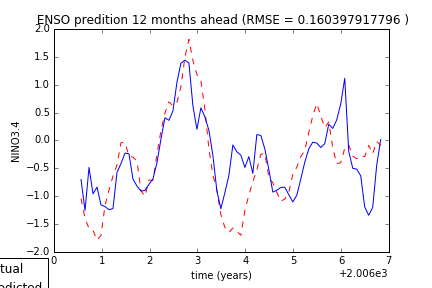 ENSO predition 12 months ahead (RMSE = 0.160397917796 )
2.0
1.5
1.0
0.5
0.0
−0.5
−1.0
−1.5
−2.0
NINO3.4
0 1 2 3 4 5 6 7
time (years)
+2.006e3
tual
edicted